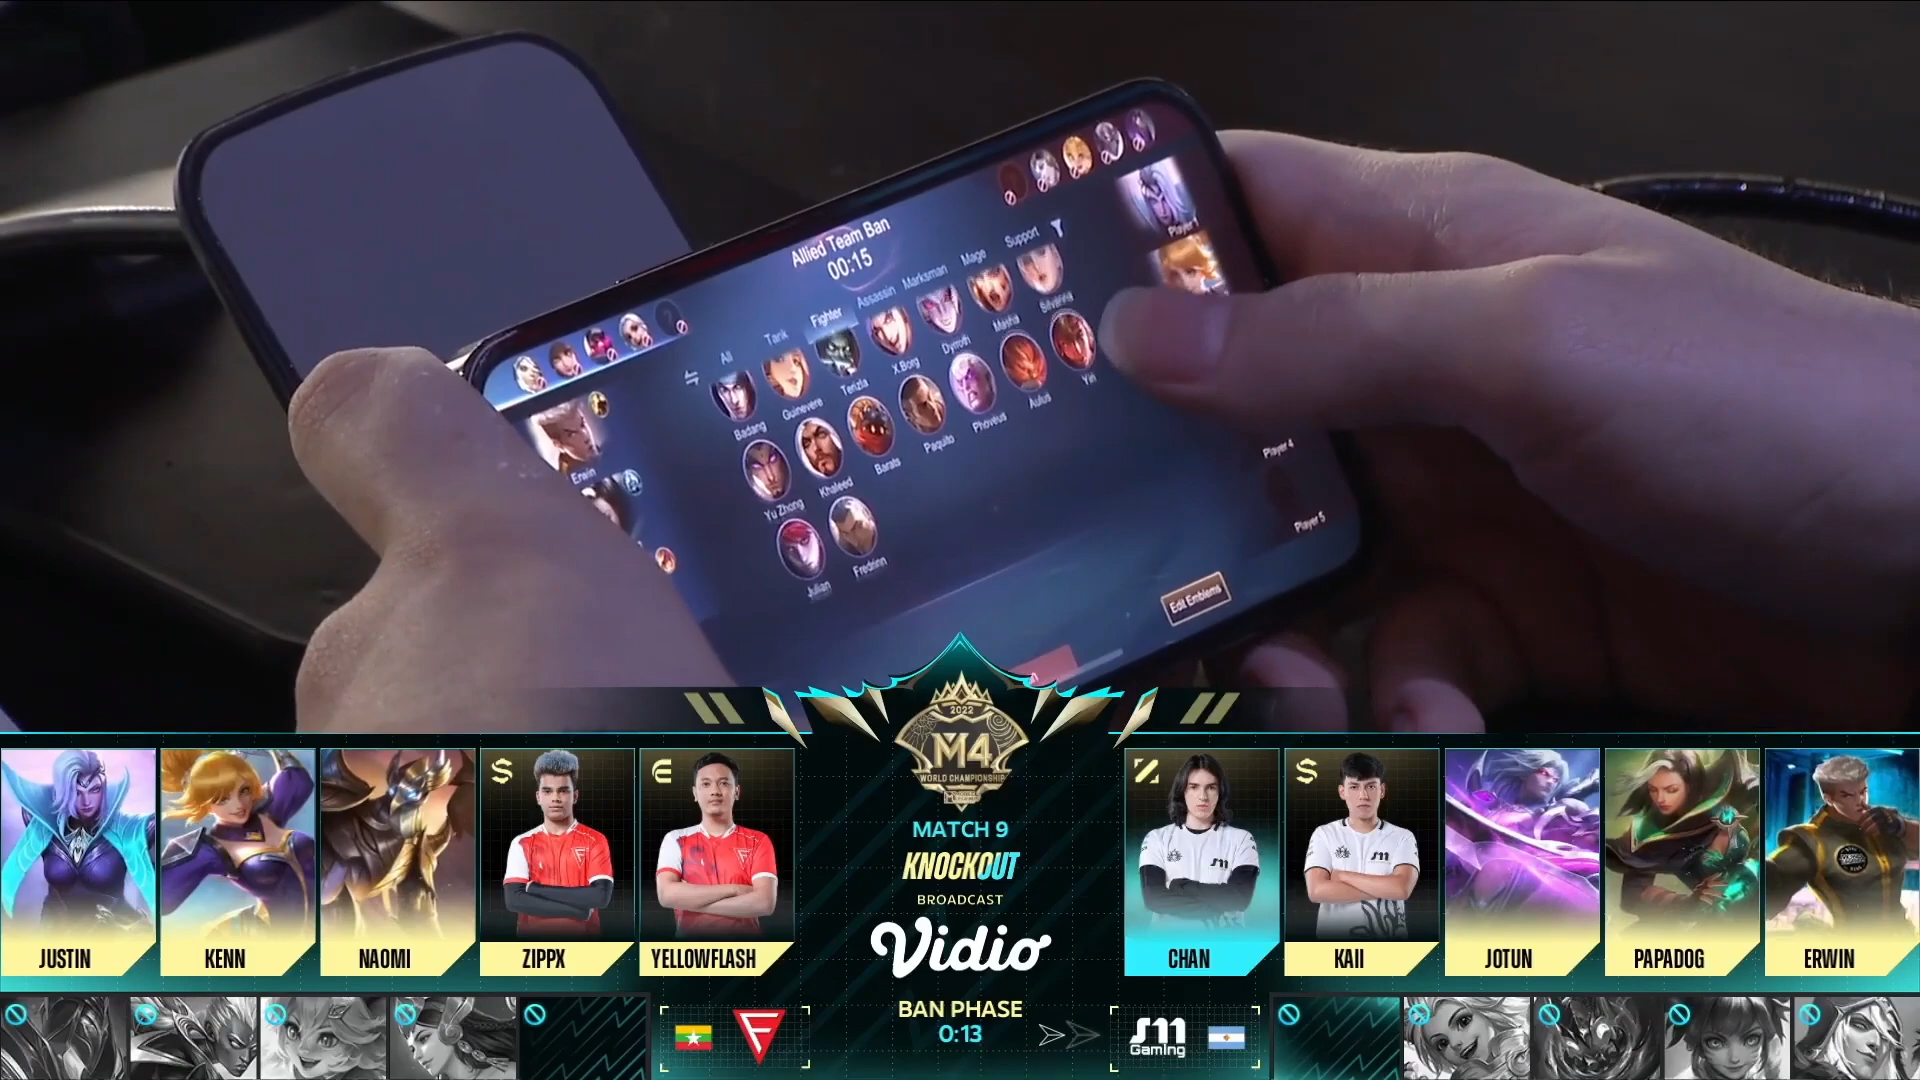 Allied Team Ban
00:15
All
Tank
Fighter
Assassin
Marksman
Mage
Support
Badang
Guinevere
Terizla
X.Borg
Dyrroth
Masha
Silvanna
Yu Zhong
Khaleed
Barats
Paquito
Phoveus
Aulus
Yin
Julian
Fredrinn
Erwin
Player 1
Player 4
Player 5
Edit Emblems
2022
M4
WORLD CHAMPIONSHIP
MATCH 9
KNOCKOUT
BROADCAST
Vidio
BAN PHASE
0:13
JUSTIN
KENN
NAOMI
ZIPPX
YELLOWFLASH
CHAN
KAII
JOTUN
PAPADOG
ERWIN
S11
Gaming